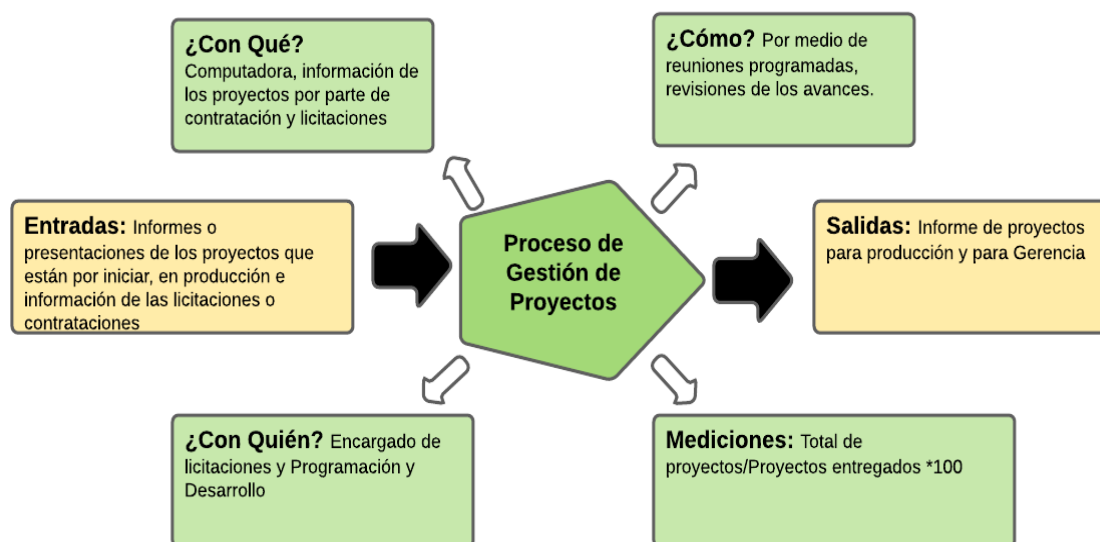 ¿Con Qué?
Computadora, información de
los proyectos por parte de
contratación y licitaciones
¿Cómo? Por medio de
reuniones programadas,
revisiones de los avances.
Entradas: Informes o
presentaciones de los proyectos que
están por iniciar, en producción e
información de las licitaciones o
contrataciones
Proceso de
Gestión de
Proyectos
Salidas: Informe de proyectos
para producción y para Gerencia
¿Con Quién? Encargado de
licitaciones y Programación y
Desarrollo
Mediciones: Total de
proyectos/Proyectos entregados *100